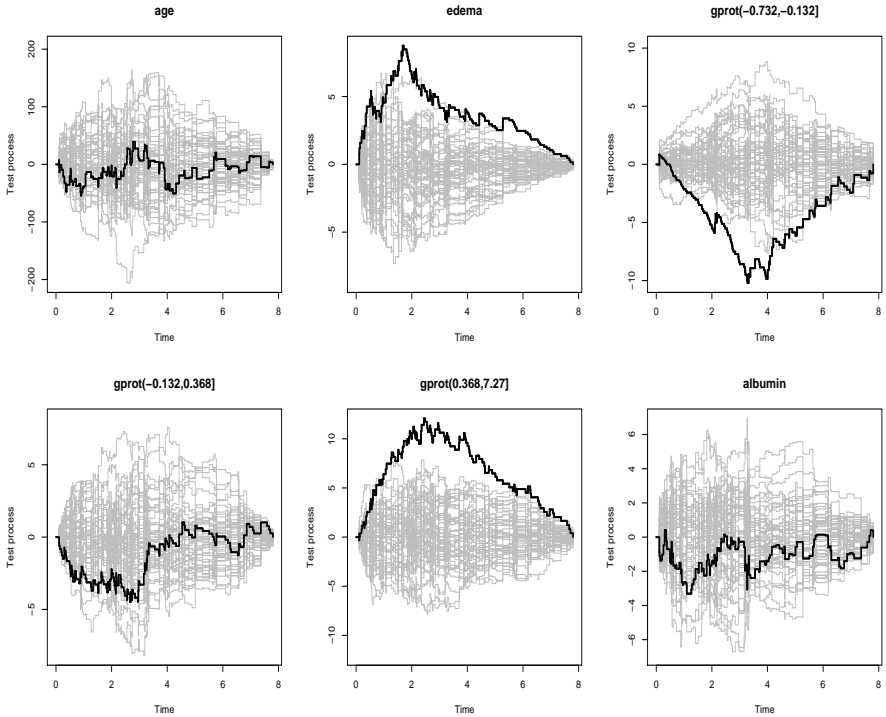 age
edema
gprot(−0.732,−0.132]
Test process
200
100
0
−100
−200
0 2 4 6 8
Time
Test process
5
0
−5
0 2 4 6 8
Time
Test process
10
5
0
−5
−10
0 2 4 6 8
Time
gprot(−0.132,0.368]
gprot(0.368,7.27]
albumin
Test process
5
0
−5
0 2 4 6 8
Time
Test process
10
5
0
−5
−10
0 2 4 6 8
Time
Test process
6
4
2
0
−2
−4
−6
0 2 4 6 8
Time